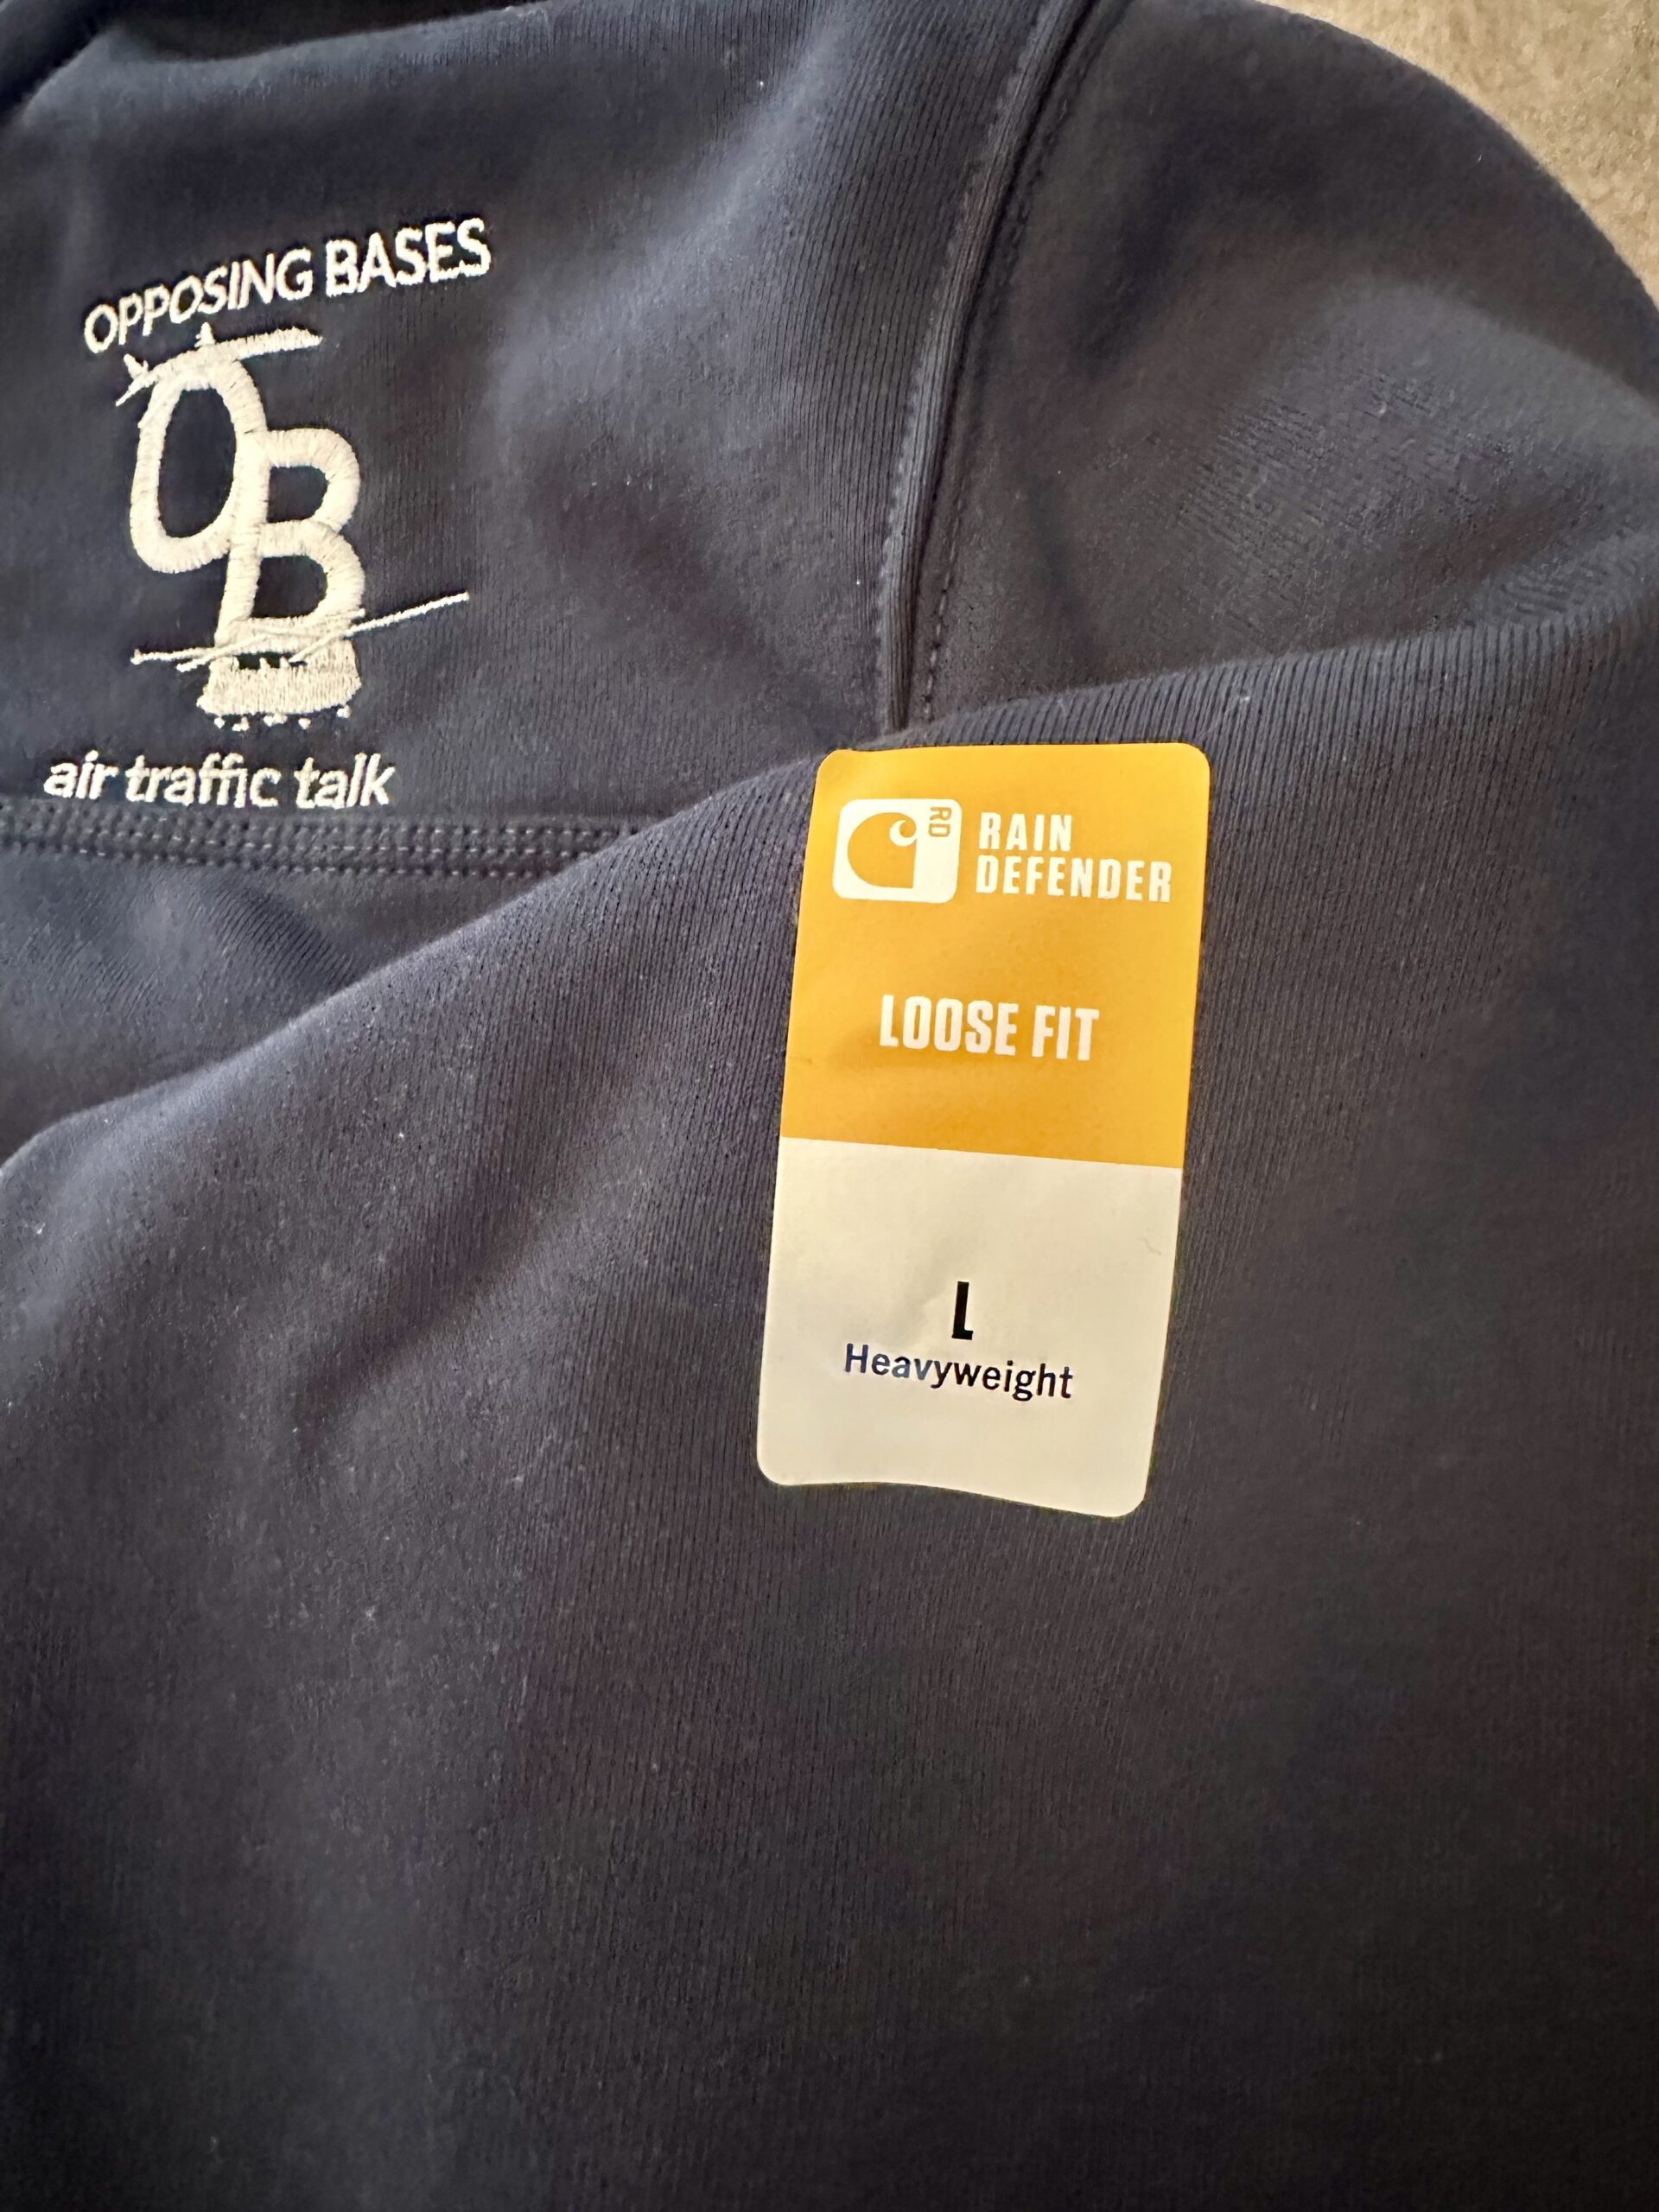 OPPOSING BASES
OB
air traffic talk
RD
RAIN
DEFENDER
LOOSE FIT
L
Heavyweight